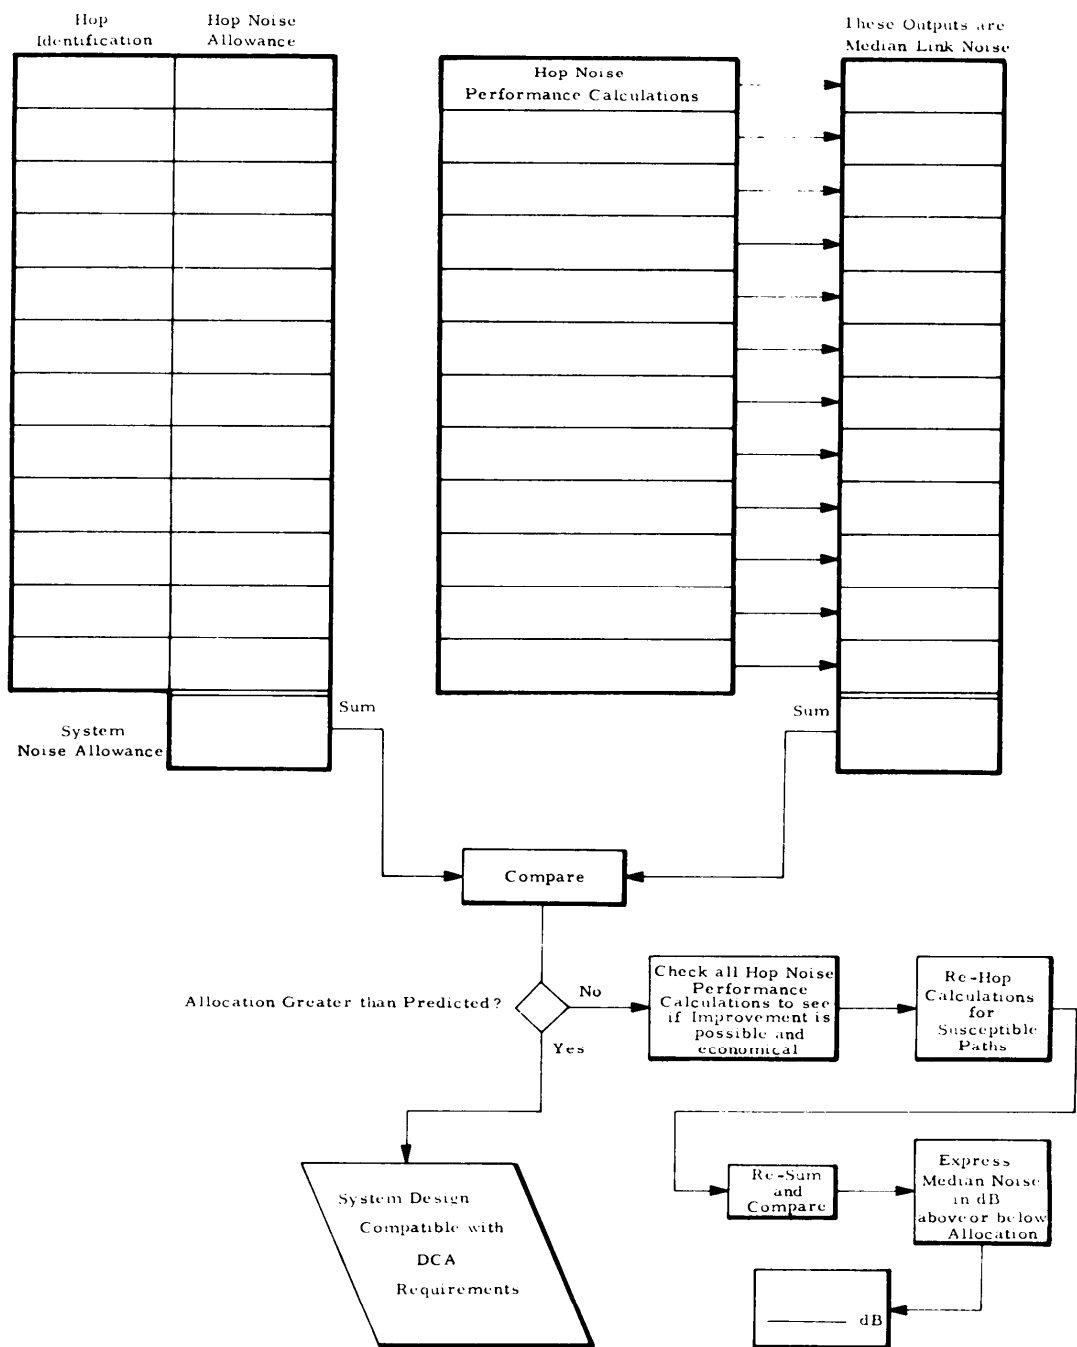 Hop
Identification
Hop Noise
Allowance
These Outputs are
Median Link Noise
Hop Noise
Performance Calculations
Sum
System
Noise Allowance
Sum
Compare
Allocation Greater than Predicted?
No
Yes
Check all Hop Noise
Performance
Calculations to see
if Improvement is
possible and
economical
Re-Hop
Calculations
for
Susceptible
Paths
System Design
Compatible with
DCA
Requirements
Re-Sum
and
Compare
Express
Median Noise
in dB
above or below
Allocation
dB